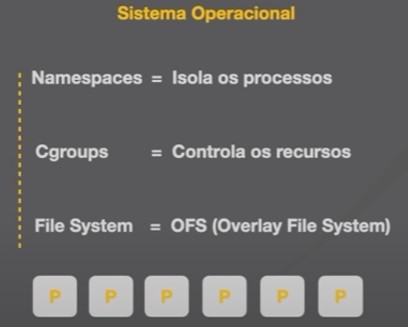 Sistema Operacional
Namespaces = Isola os processos
Cgroups = Controla os recursos
File System = OFS (Overlay File System)
P P P P P P